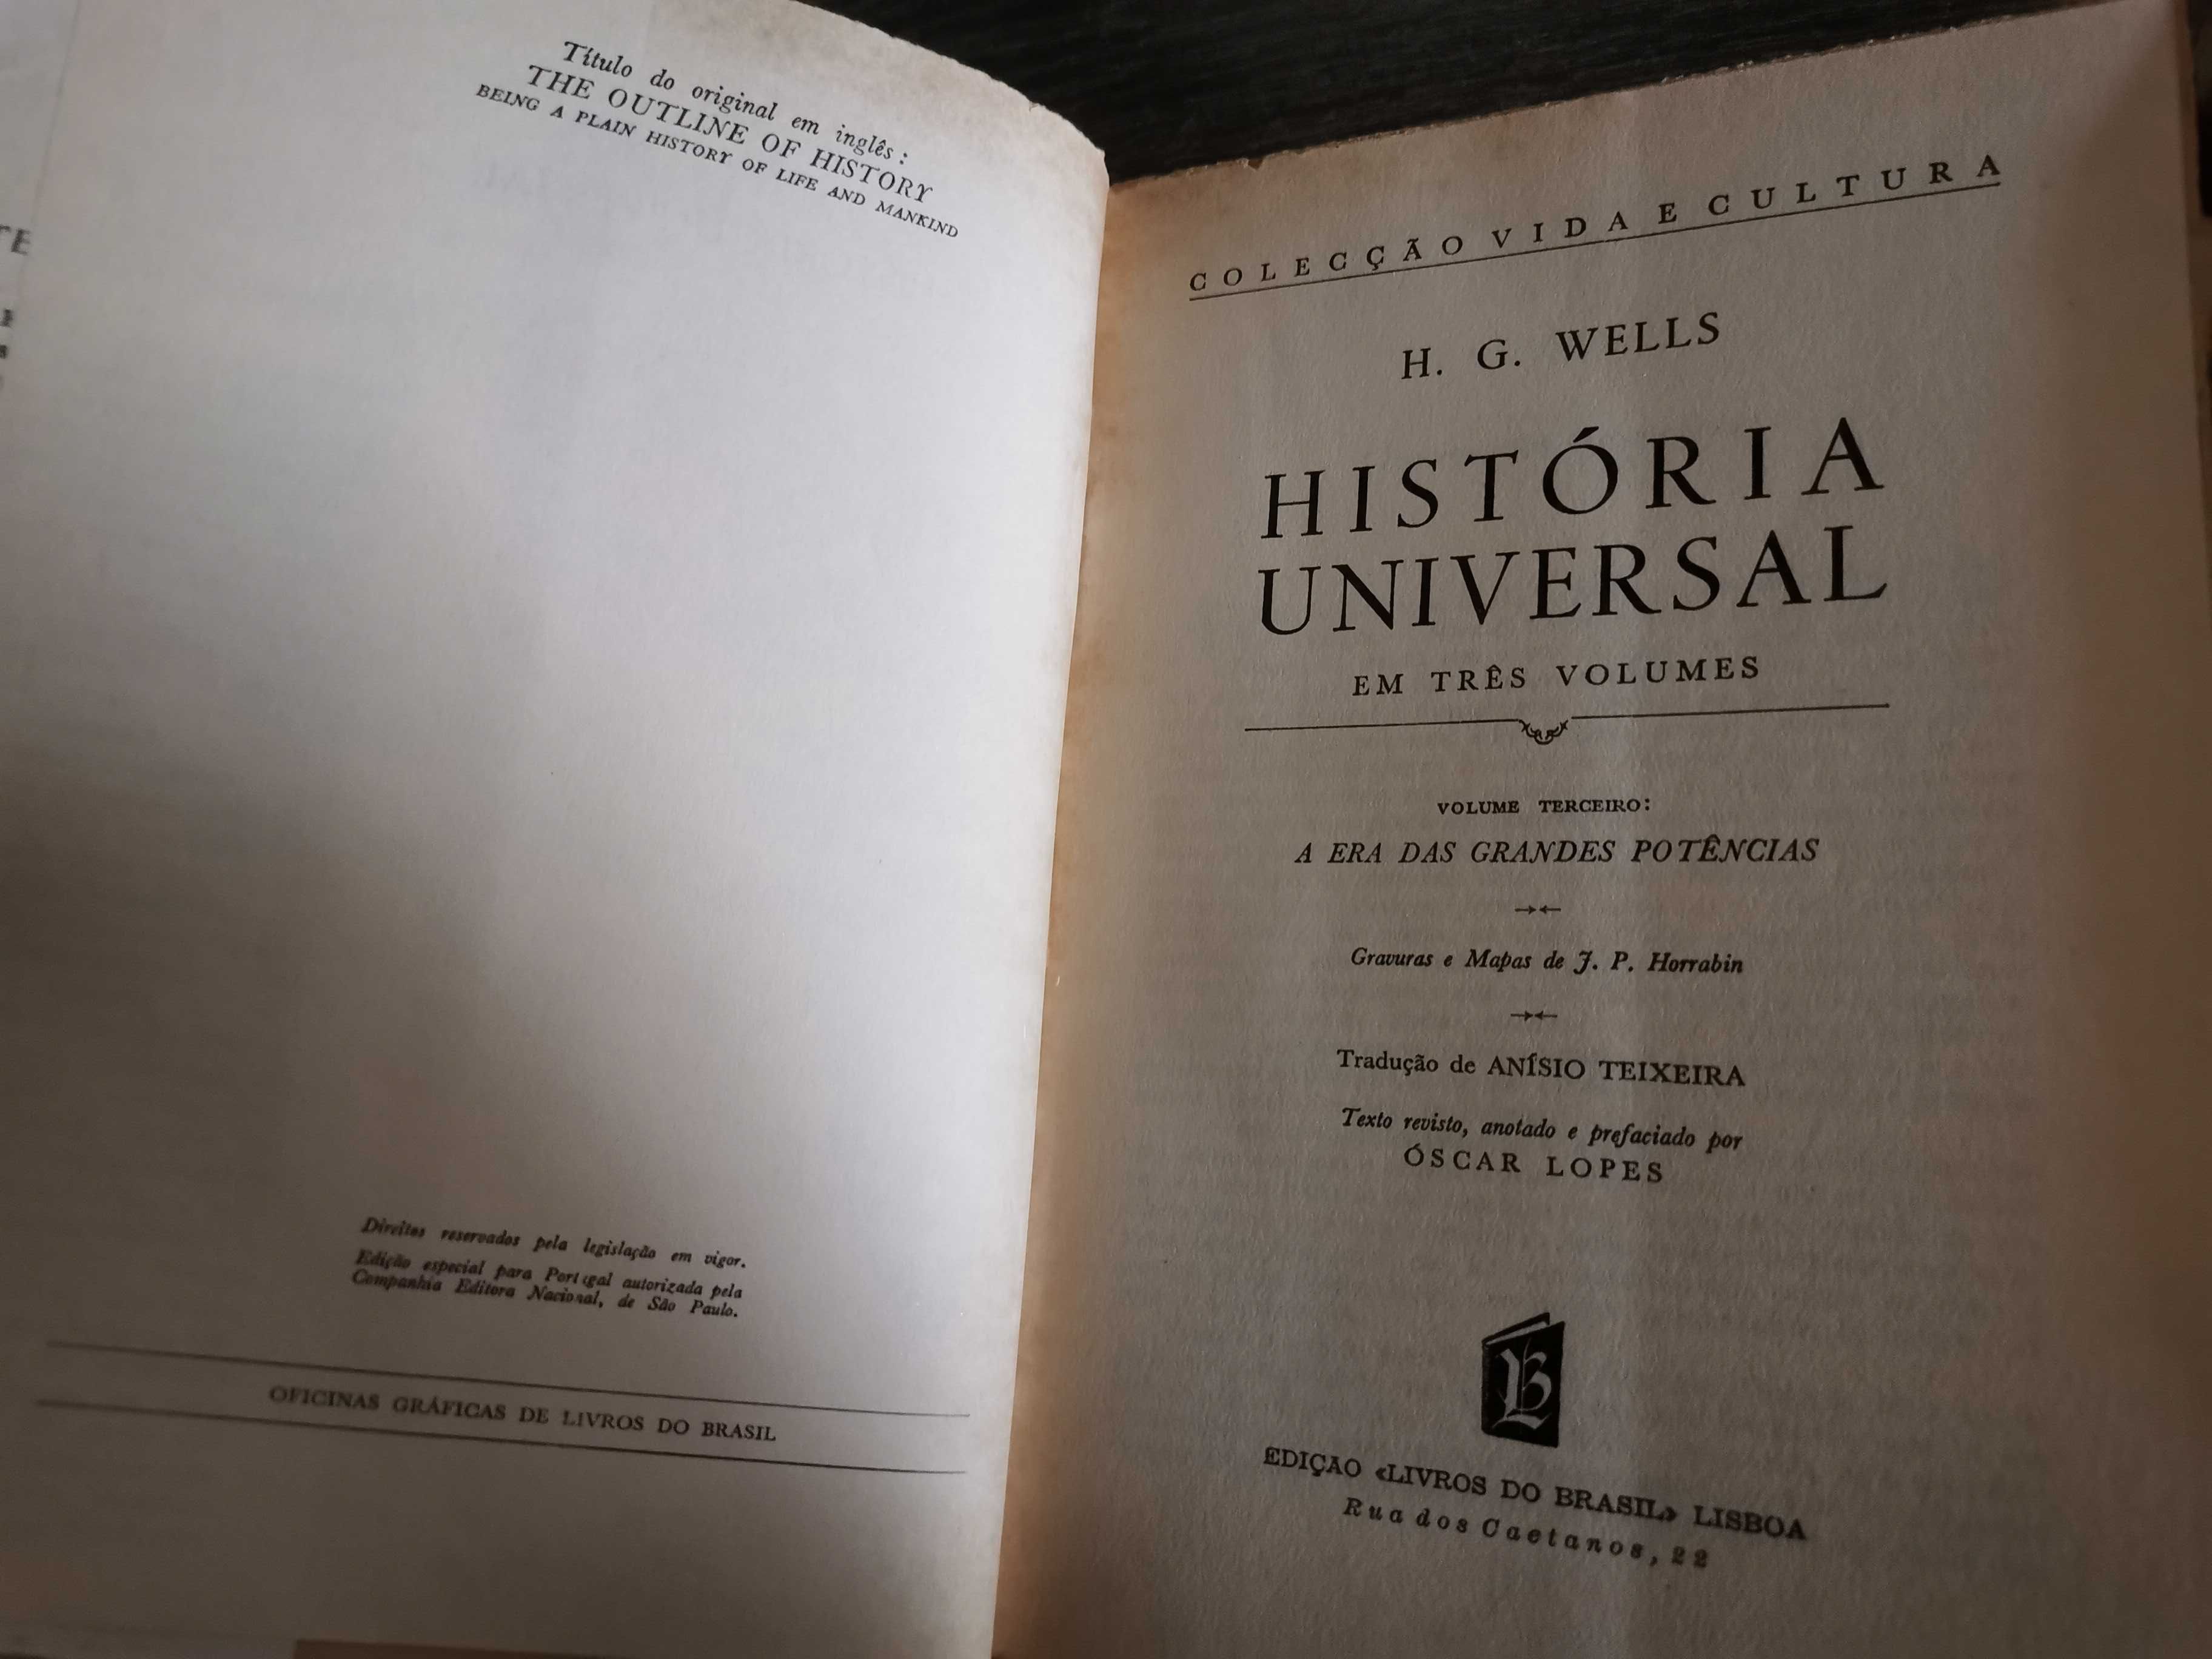 Título do original em inglês:
THE OUTLINE OF HISTORY
BEING A PLAIN HISTORY OF LIFE AND MANKIND
Direitos reservados pela legislação em vigor.
Edição especial para Portugal autorizada pela
Companhia Editora Nacional, de São Paulo.
OFICINAS GRÁFICAS DE LIVROS DO BRASIL
COLECÇÃO VIDA E CULTURA
H. G. WELLS
HISTÓRIA
UNIVERSAL
EM TRÊS VOLUMES
VOLUME TERCEIRO:
A ERA DAS GRANDES POTÊNCIAS
Gravuras e Mapas de J. P. Horrabin
Tradução de ANÍSIO TEIXEIRA
Texto revisto, anotado e prefaciado por
ÓSCAR LOPES
LB
EDIÇAO «LIVROS DO BRASIL» LISBOA
Rua dos Caetanos, 22